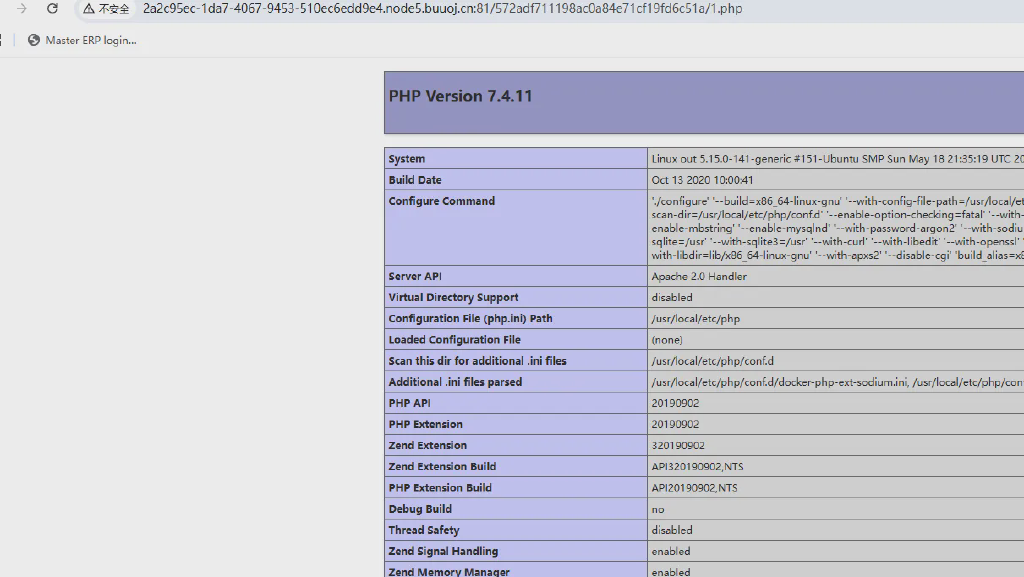 不安全 2a2c95ec-1da7-4067-9453-510ec6edd9e4.node5.buuoj.cn:81/572adf711198ac0a84e71cf19fd6c51a/1.php
Master ERP login...
PHP Version 7.4.11
System Linux out 5.15.0-141-generic #151-Ubuntu SMP Sun May 18 21:35:19 UTC 20
Build Date Oct 13 2020 10:00:41
Configure Command './configure' '--build=x86_64-linux-gnu' '--with-config-file-path=/usr/local/et
scan-dir=/usr/local/etc/php/conf.d' '--enable-option-checking=fatal' '--with-
enable-mbstring' '--enable-mysqlnd' '--with-password-argon2' '--with-sodiu
sqlite=/usr' '--with-sqlite3=/usr' '--with-curl' '--with-libedit' '--with-openssl' '
with-libdir=lib/x86_64-linux-gnu' '--with-apxs2' '--disable-cgi' 'build_alias=x8
Server API Apache 2.0 Handler
Virtual Directory Support disabled
Configuration File (php.ini) Path /usr/local/etc/php
Loaded Configuration File (none)
Scan this dir for additional .ini files /usr/local/etc/php/conf.d
Additional .ini files parsed /usr/local/etc/php/conf.d/docker-php-ext-sodium.ini, /usr/local/etc/php/con
PHP API 20190902
PHP Extension 20190902
Zend Extension 320190902
Zend Extension Build API320190902,NTS
PHP Extension Build API20190902,NTS
Debug Build no
Thread Safety disabled
Zend Signal Handling enabled
Zend Memory Manager enabled